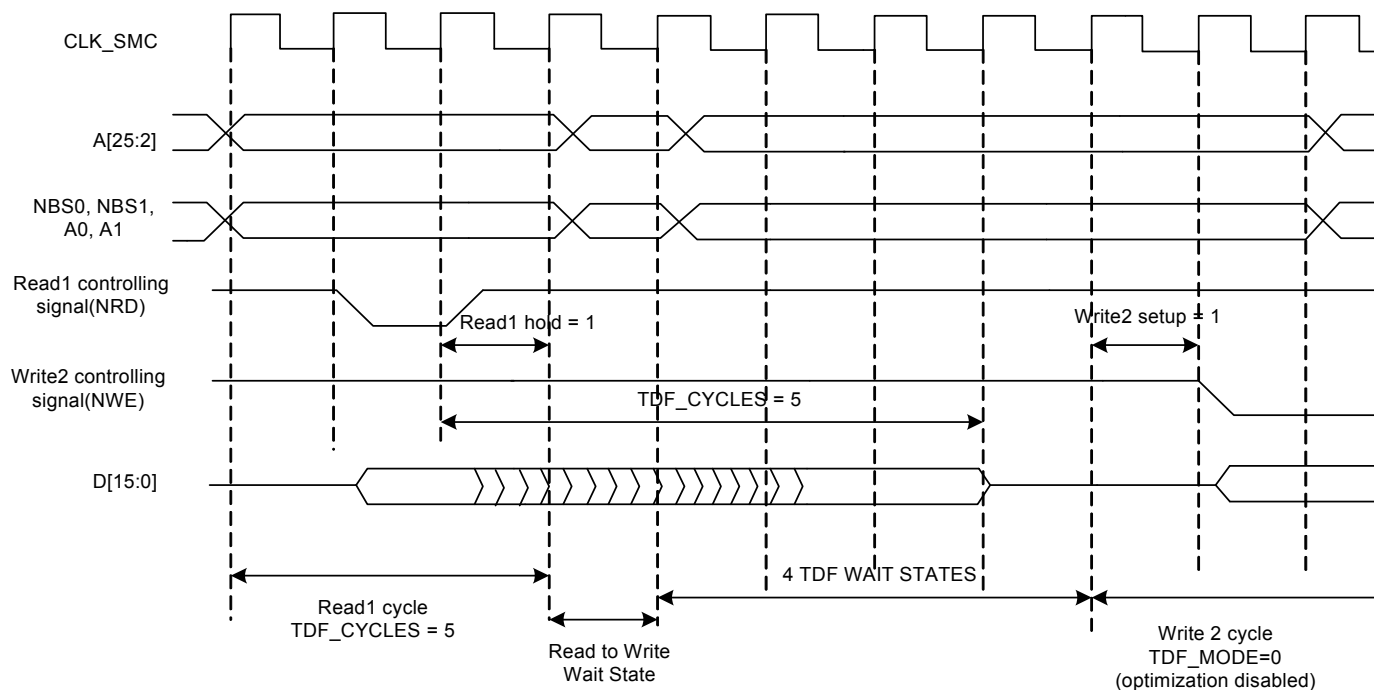 CLK_SMC
A[25:2]
NBS0, NBS1,
A0, A1
Read1 controlling
signal(NRD)
Read1 hold = 1
Write2 setup = 1
Write2 controlling
signal(NWE)
TDF_CYCLES = 5
D[15:0]
4 TDF WAIT STATES
Read1 cycle
TDF_CYCLES = 5
Read to Write
Wait State
Write 2 cycle
TDF_MODE=0
(optimization disabled)